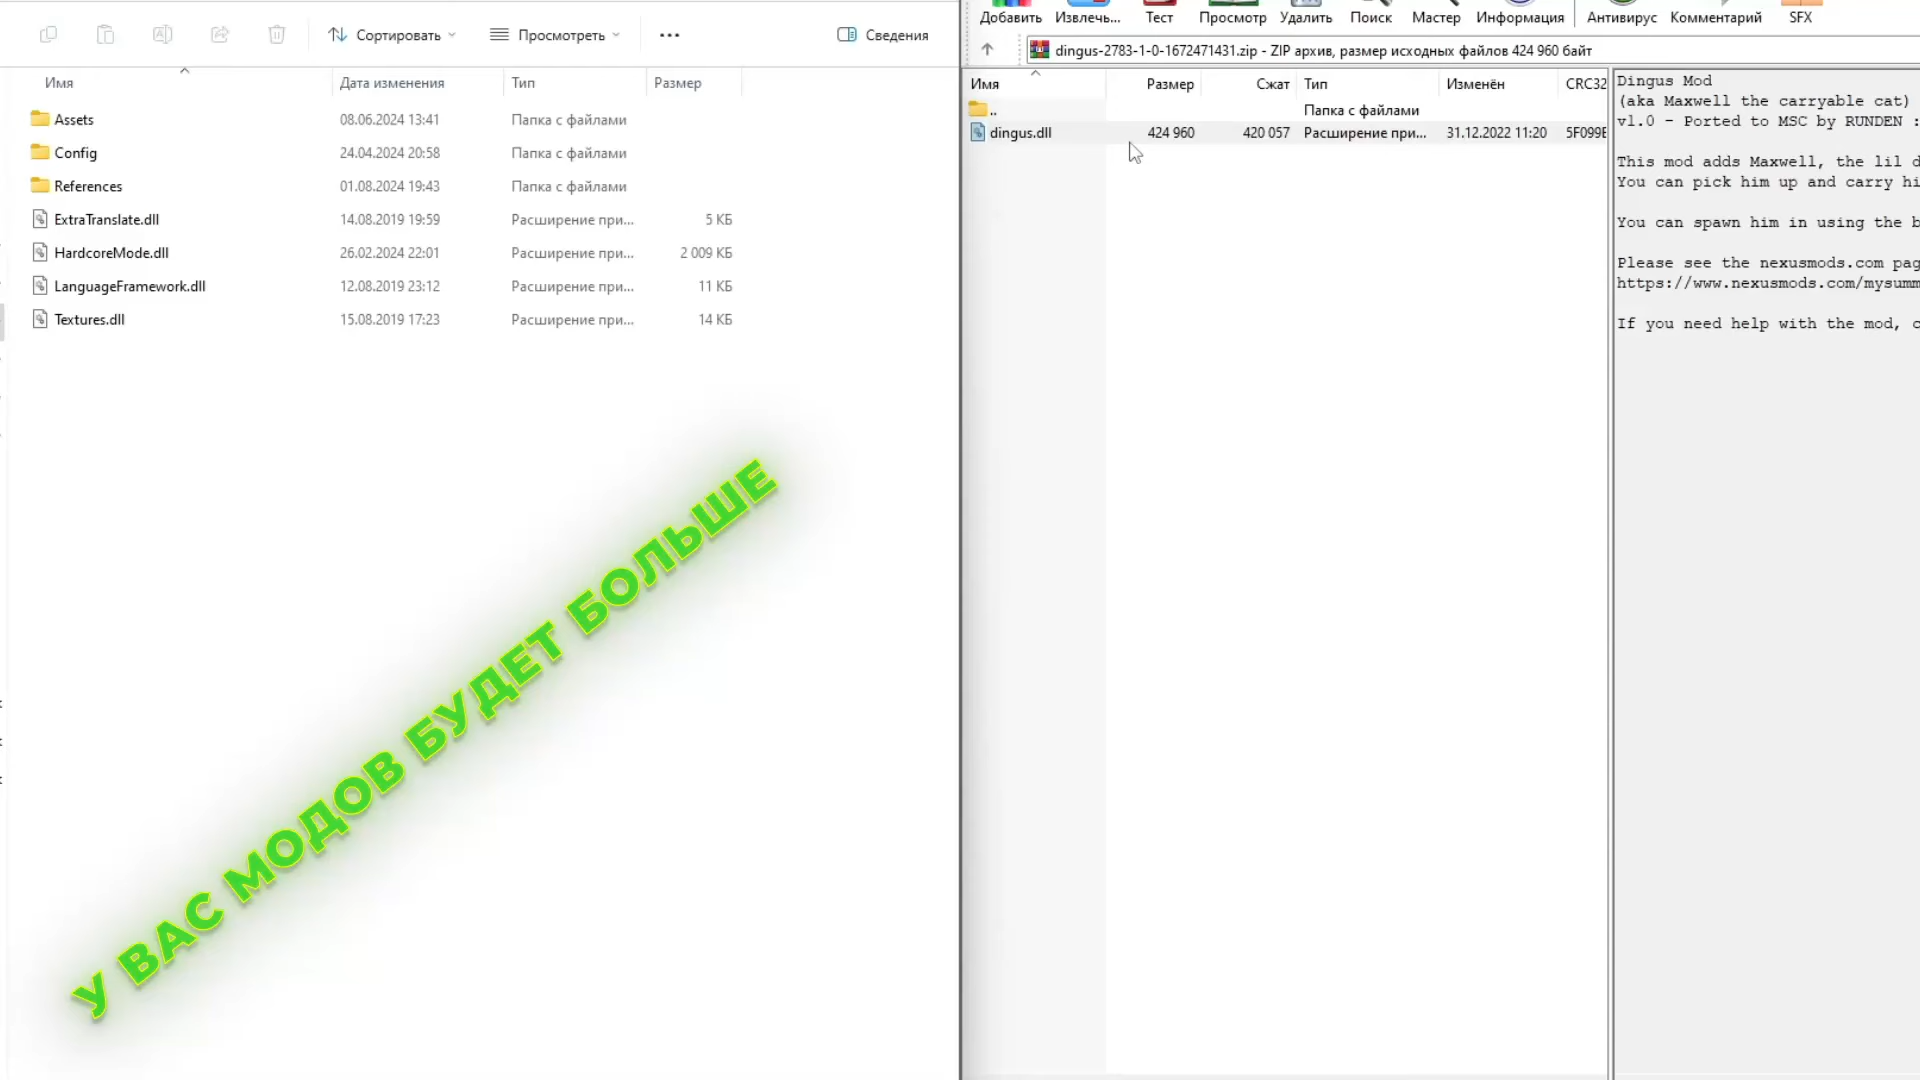 Сортировать
Просмотреть
Сведения
Имя
Дата изменения
Тип
Размер
Assets 08.06.2024 13:41 Папка с файлами
Config 24.04.2024 20:58 Папка с файлами
References 01.08.2024 19:43 Папка с файлами
ExtraTranslate.dll 14.08.2019 19:59 Расширение при... 5 КБ
HardcoreMode.dll 26.02.2024 22:01 Расширение при... 2 009 КБ
LanguageFramework.dll 12.08.2019 23:12 Расширение при... 11 КБ
Textures.dll 15.08.2019 17:23 Расширение при... 14 КБ
У ВАС МОДОВ БУДЕТ БОЛЬШЕ
Добавить Извлечь... Тест Просмотр Удалить Поиск Мастер Информация Антивирус Комментарий SFX
dingus-2783-1-0-1672471431.zip - ZIP архив, размер исходных файлов 424 960 байт
Имя Размер Сжат Тип Изменён CRC32
.. Папка с файлами
dingus.dll 424 960 420 057 Расширение при... 31.12.2022 11:20 5F099E
Dingus Mod
(aka Maxwell the carryable cat)
v1.0 - Ported to MSC by RUNDEN :
This mod adds Maxwell, the lil d
You can pick him up and carry hi
You can spawn him in using the b
Please see the nexusmods.com pag
https://www.nexusmods.com/mysumm
If you need help with the mod, c